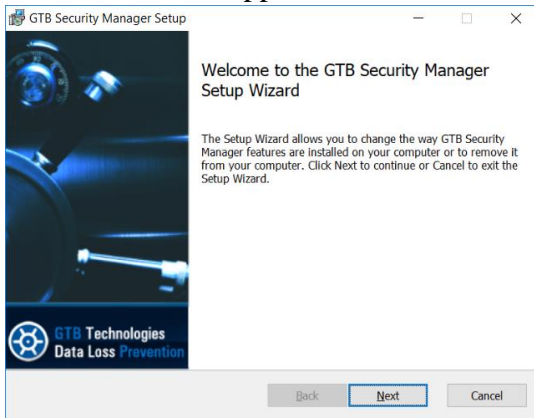 GTB Security Manager Setup
Welcome to the GTB Security Manager
Setup Wizard
The Setup Wizard allows you to change the way GTB Security
Manager features are installed on your computer or to remove it
from your computer. Click Next to continue or Cancel to exit the
Setup Wizard.
GTB Technologies
Data Loss Prevention
Back Next Cancel